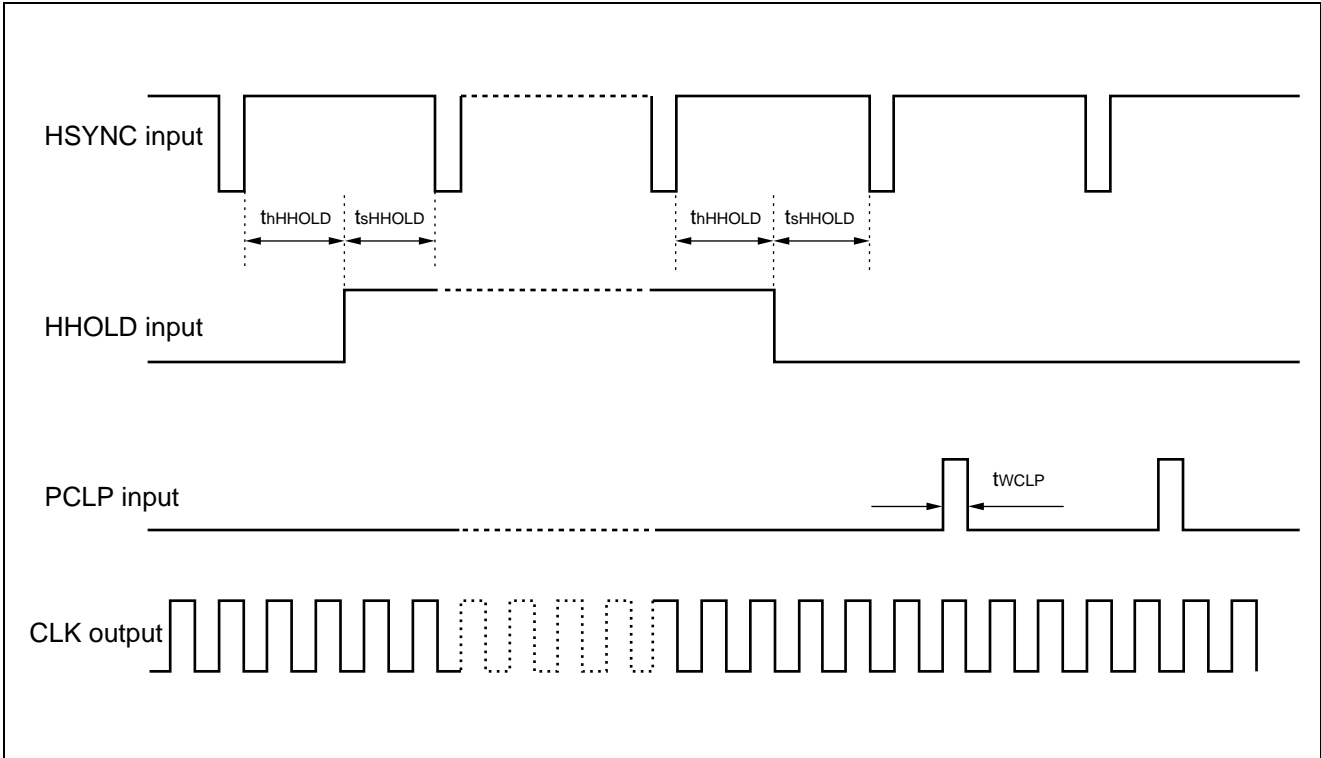 HSYNC input
thHHOLD tsHHOLD thHHOLD tsHHOLD
HHOLD input
PCLP input
tWCLP
CLK output